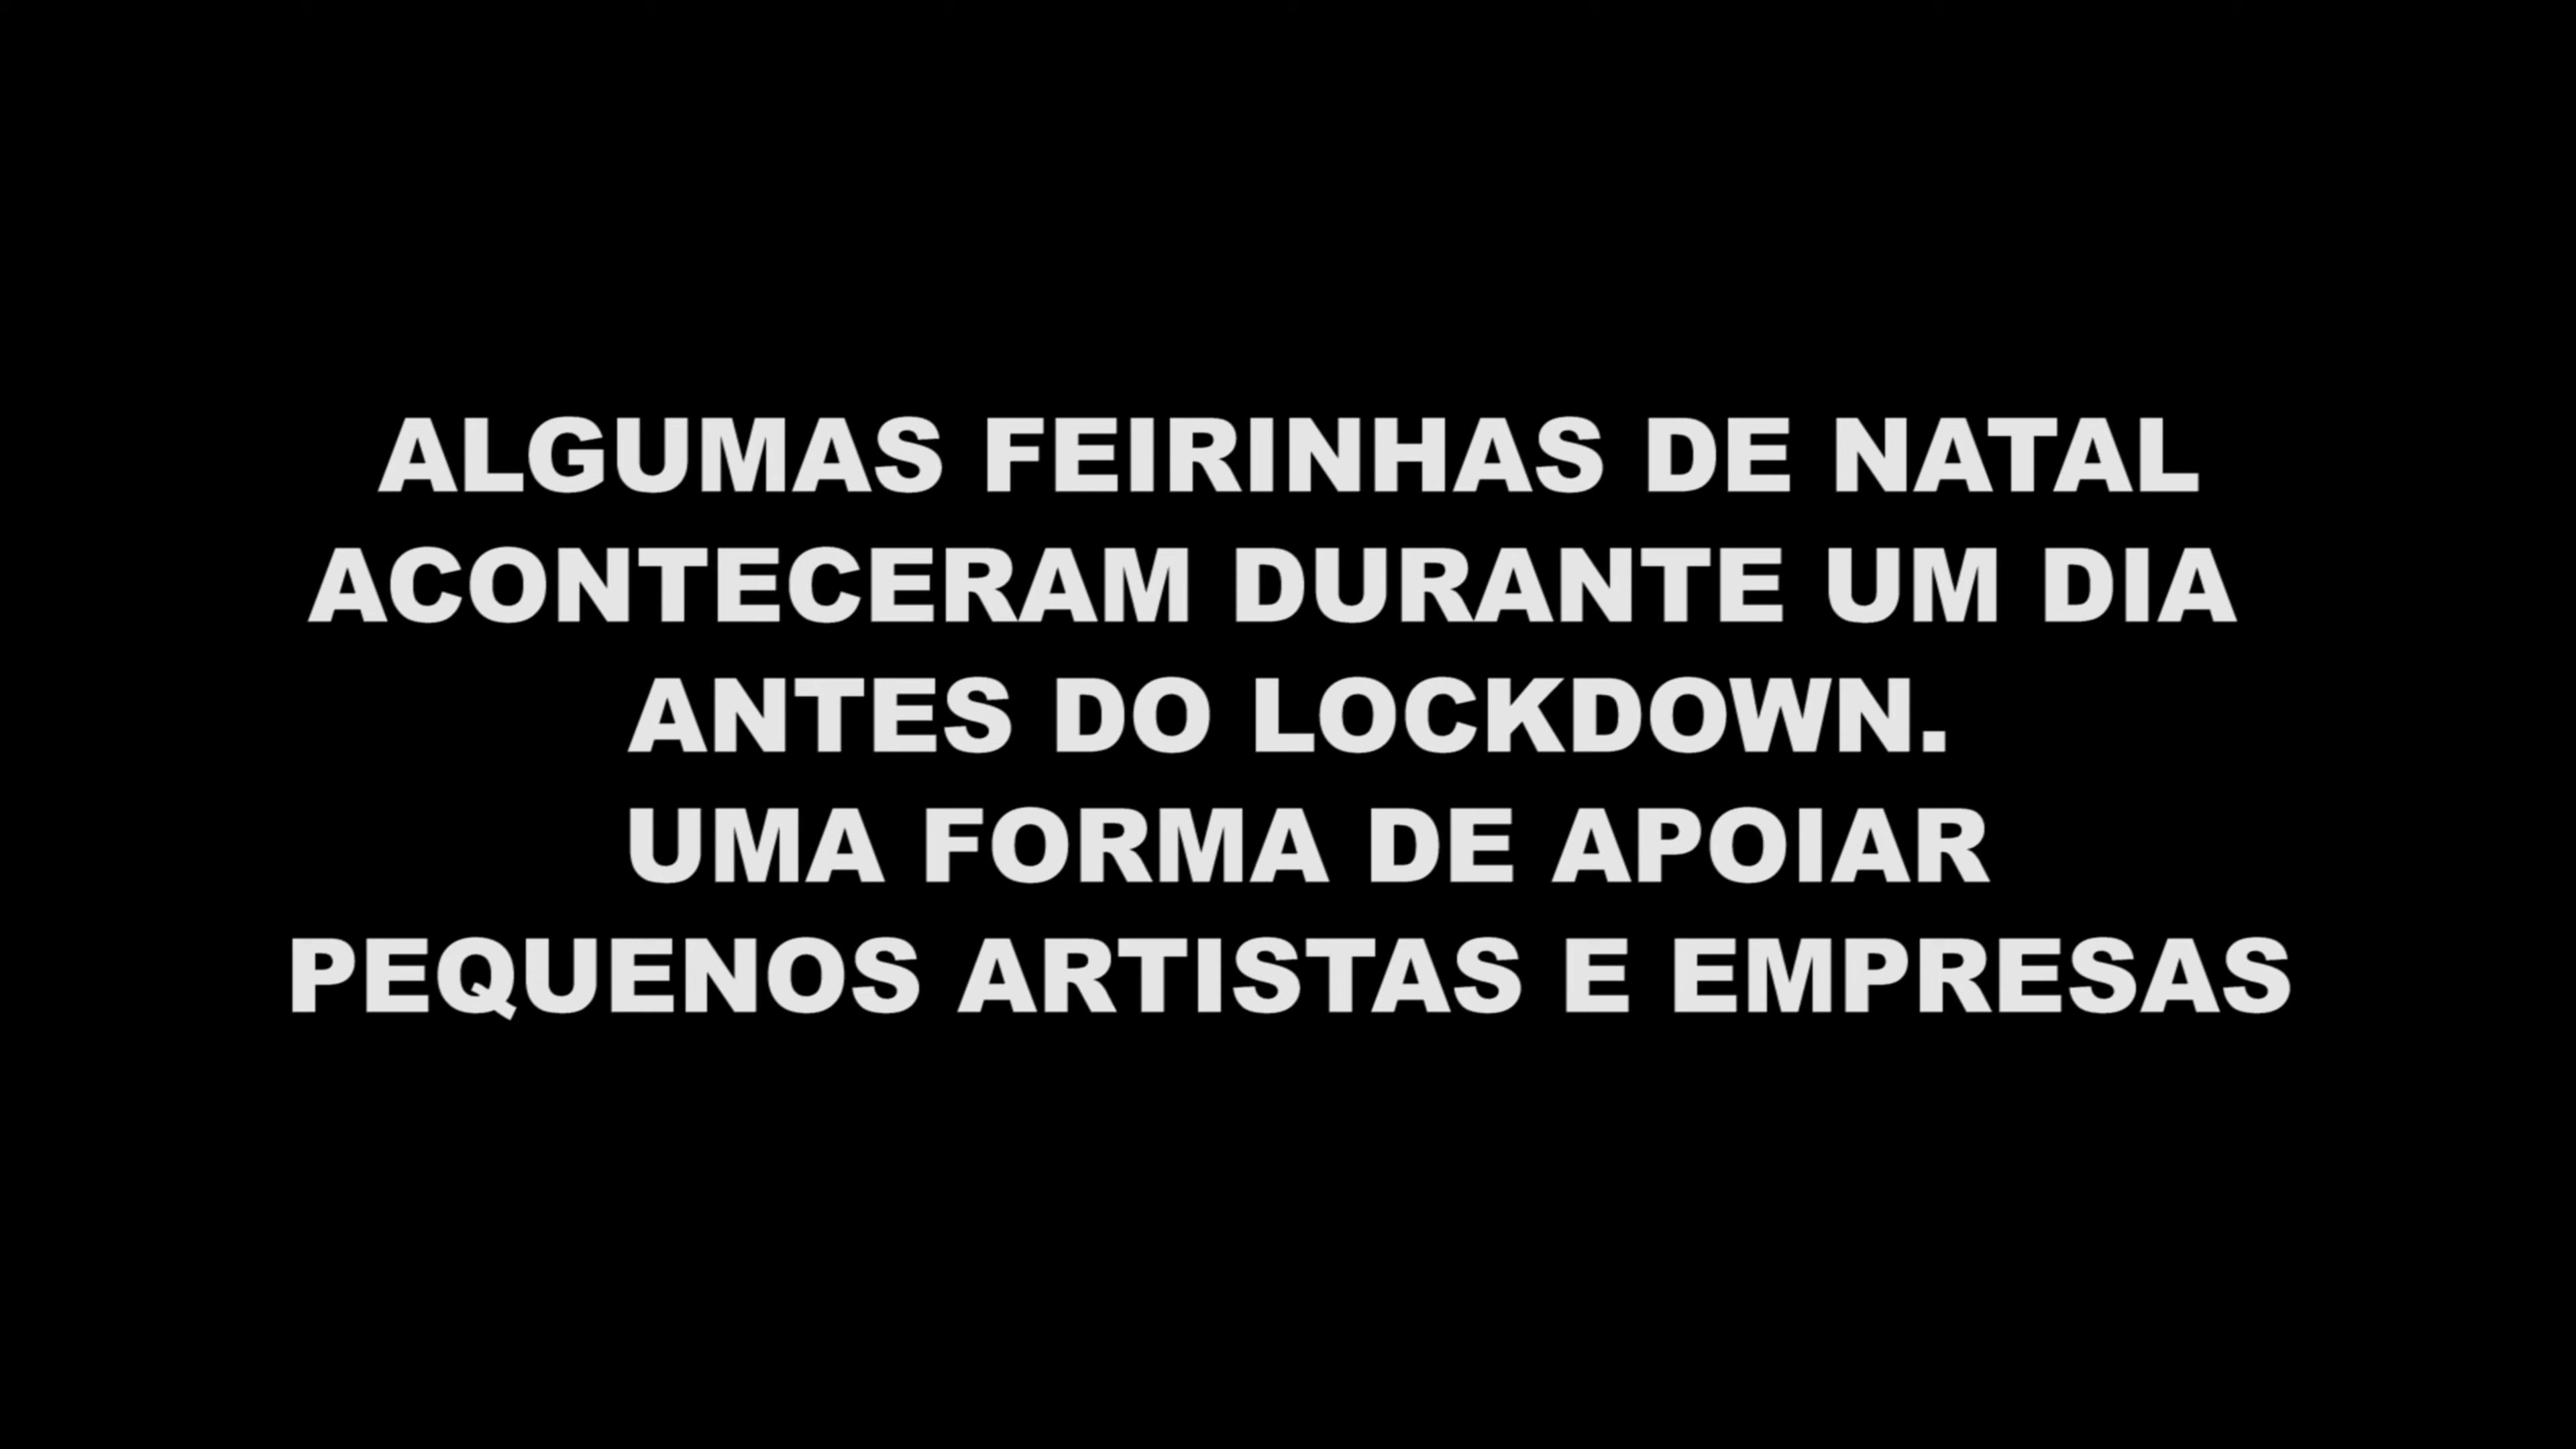 ALGUMAS FEIRINHAS DE NATAL
ACONTECERAM DURANTE UM DIA
ANTES DO LOCKDOWN.
UMA FORMA DE APOIAR
PEQUENOS ARTISTAS E EMPRESAS